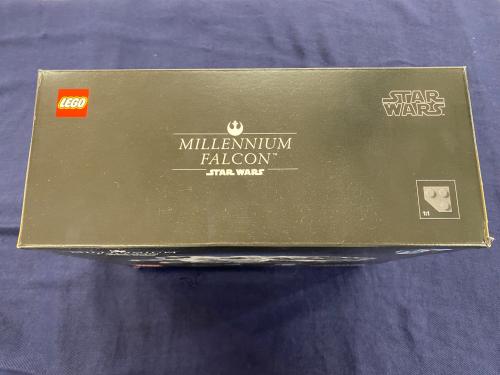 LEGO
STAR
WARS
MILLENNIUM
FALCON™
STAR WARS
1:1